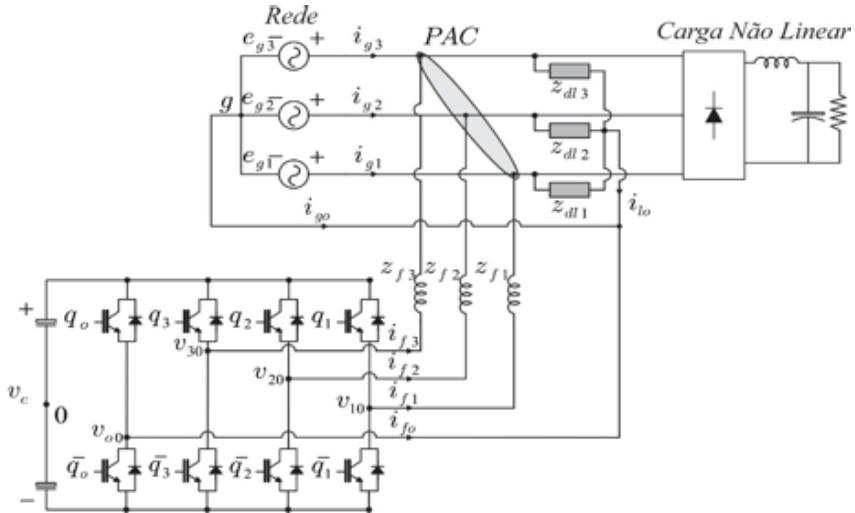 Rede
e_g3 − + i_g3 PAC Carga Não Linear
z_dl3
g e_g2 − + i_g2
z_dl2
e_g1 − + i_g1
z_dl1 i_lo
i_go
z_f3 z_f2 z_f1
+ q_o q_3 q_2 q_1
v_30 i_f3
v_20 i_f2
v_c 0 v_10 i_f1
v_o0 i_fo
− q̄_o q̄_3 q̄_2 q̄_1